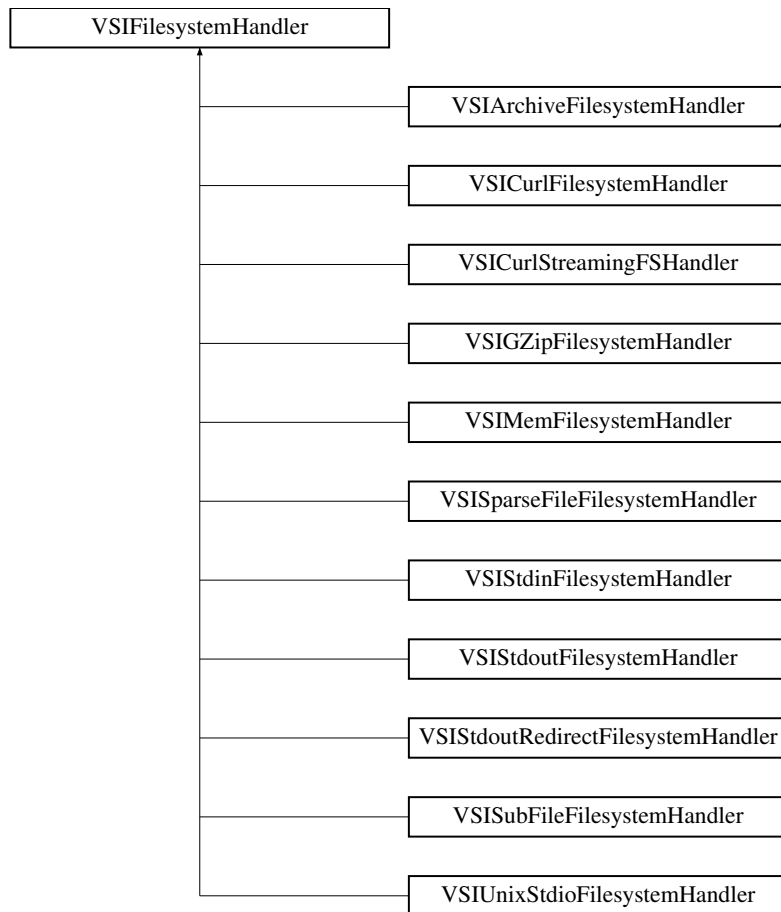 VSIFilesystemHandler
VSIArchiveFilesystemHandler
VSICurlFilesystemHandler
VSICurlStreamingFSHandler
VSIGZipFilesystemHandler
VSIMemFilesystemHandler
VSISparseFileFilesystemHandler
VSIStdinFilesystemHandler
VSIStdoutFilesystemHandler
VSIStdoutRedirectFilesystemHandler
VSISubFileFilesystemHandler
VSIUnixStdioFilesystemHandler